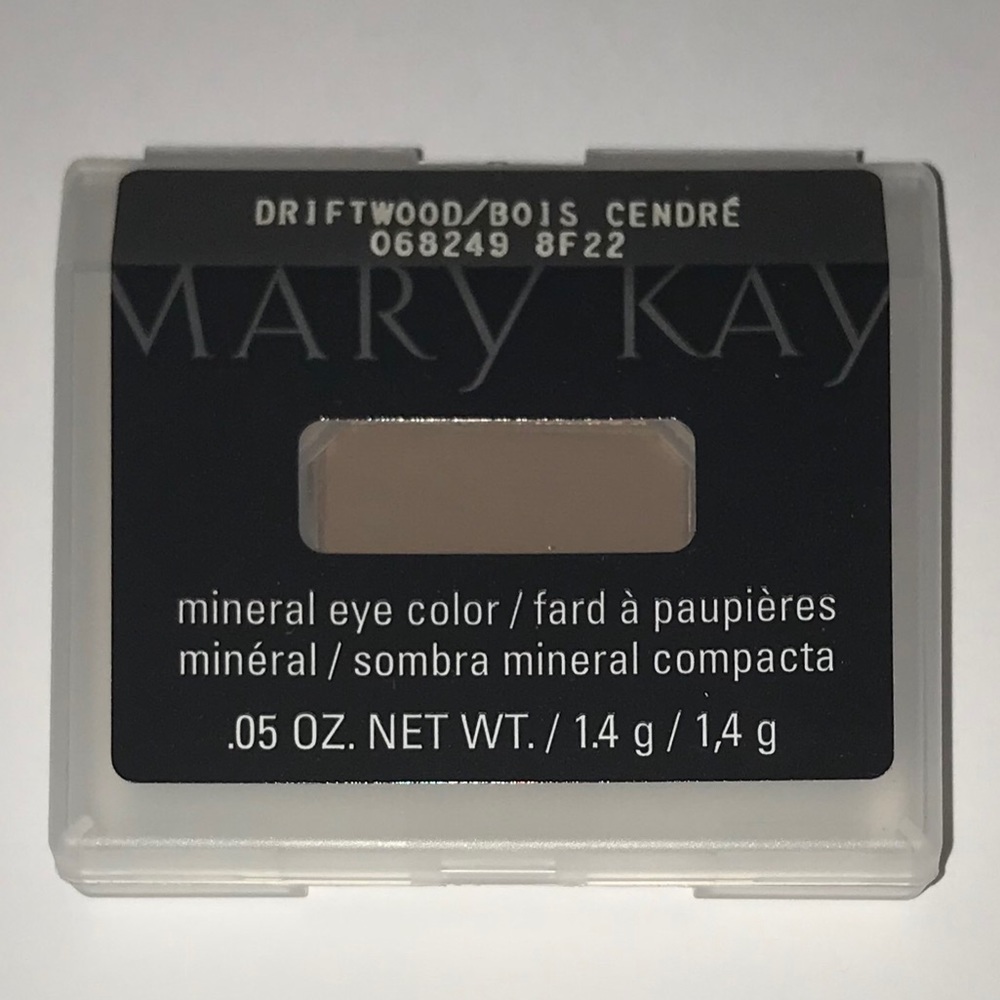 DRIFTWOOD/BOIS CENDRÉ
068249 8F22
MARY KAY
mineral eye color / fard à paupières
minéral / sombra mineral compacta
.05 OZ. NET WT. / 1.4 g / 1,4 g